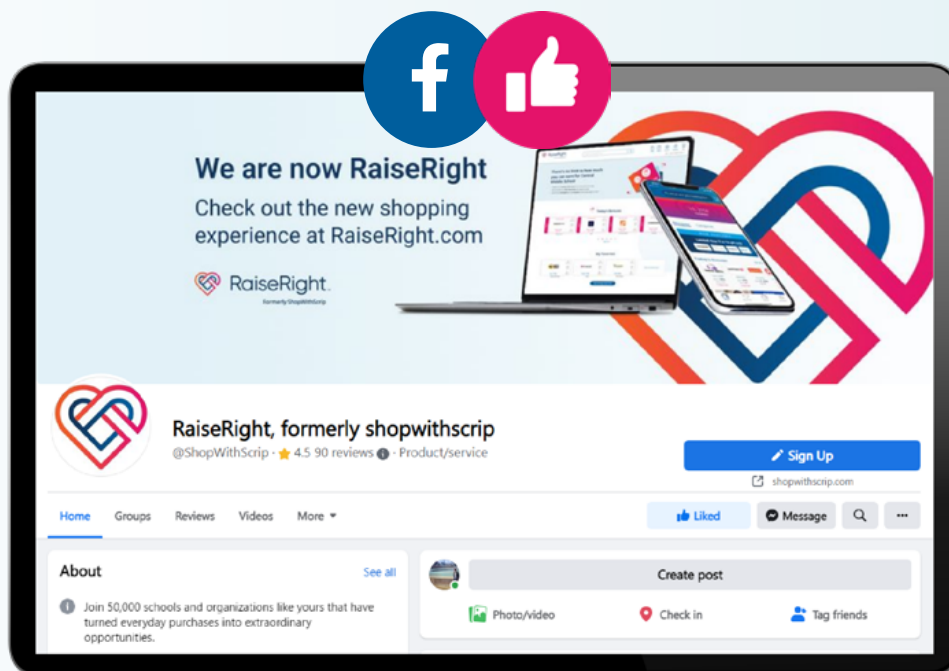 f
We are now RaiseRight
Check out the new shopping
experience at RaiseRight.com
RaiseRight.
Formerly ShopWithScrip
RaiseRight, formerly shopwithscrip
@ShopWithScrip · 4.5 90 reviews · Product/service
Sign Up
shopwithscrip.com
Home Groups Reviews Videos More
Liked Message
About See all
Join 50,000 schools and organizations like yours that have
turned everyday purchases into extraordinary
opportunities.
Create post
Photo/video Check in Tag friends